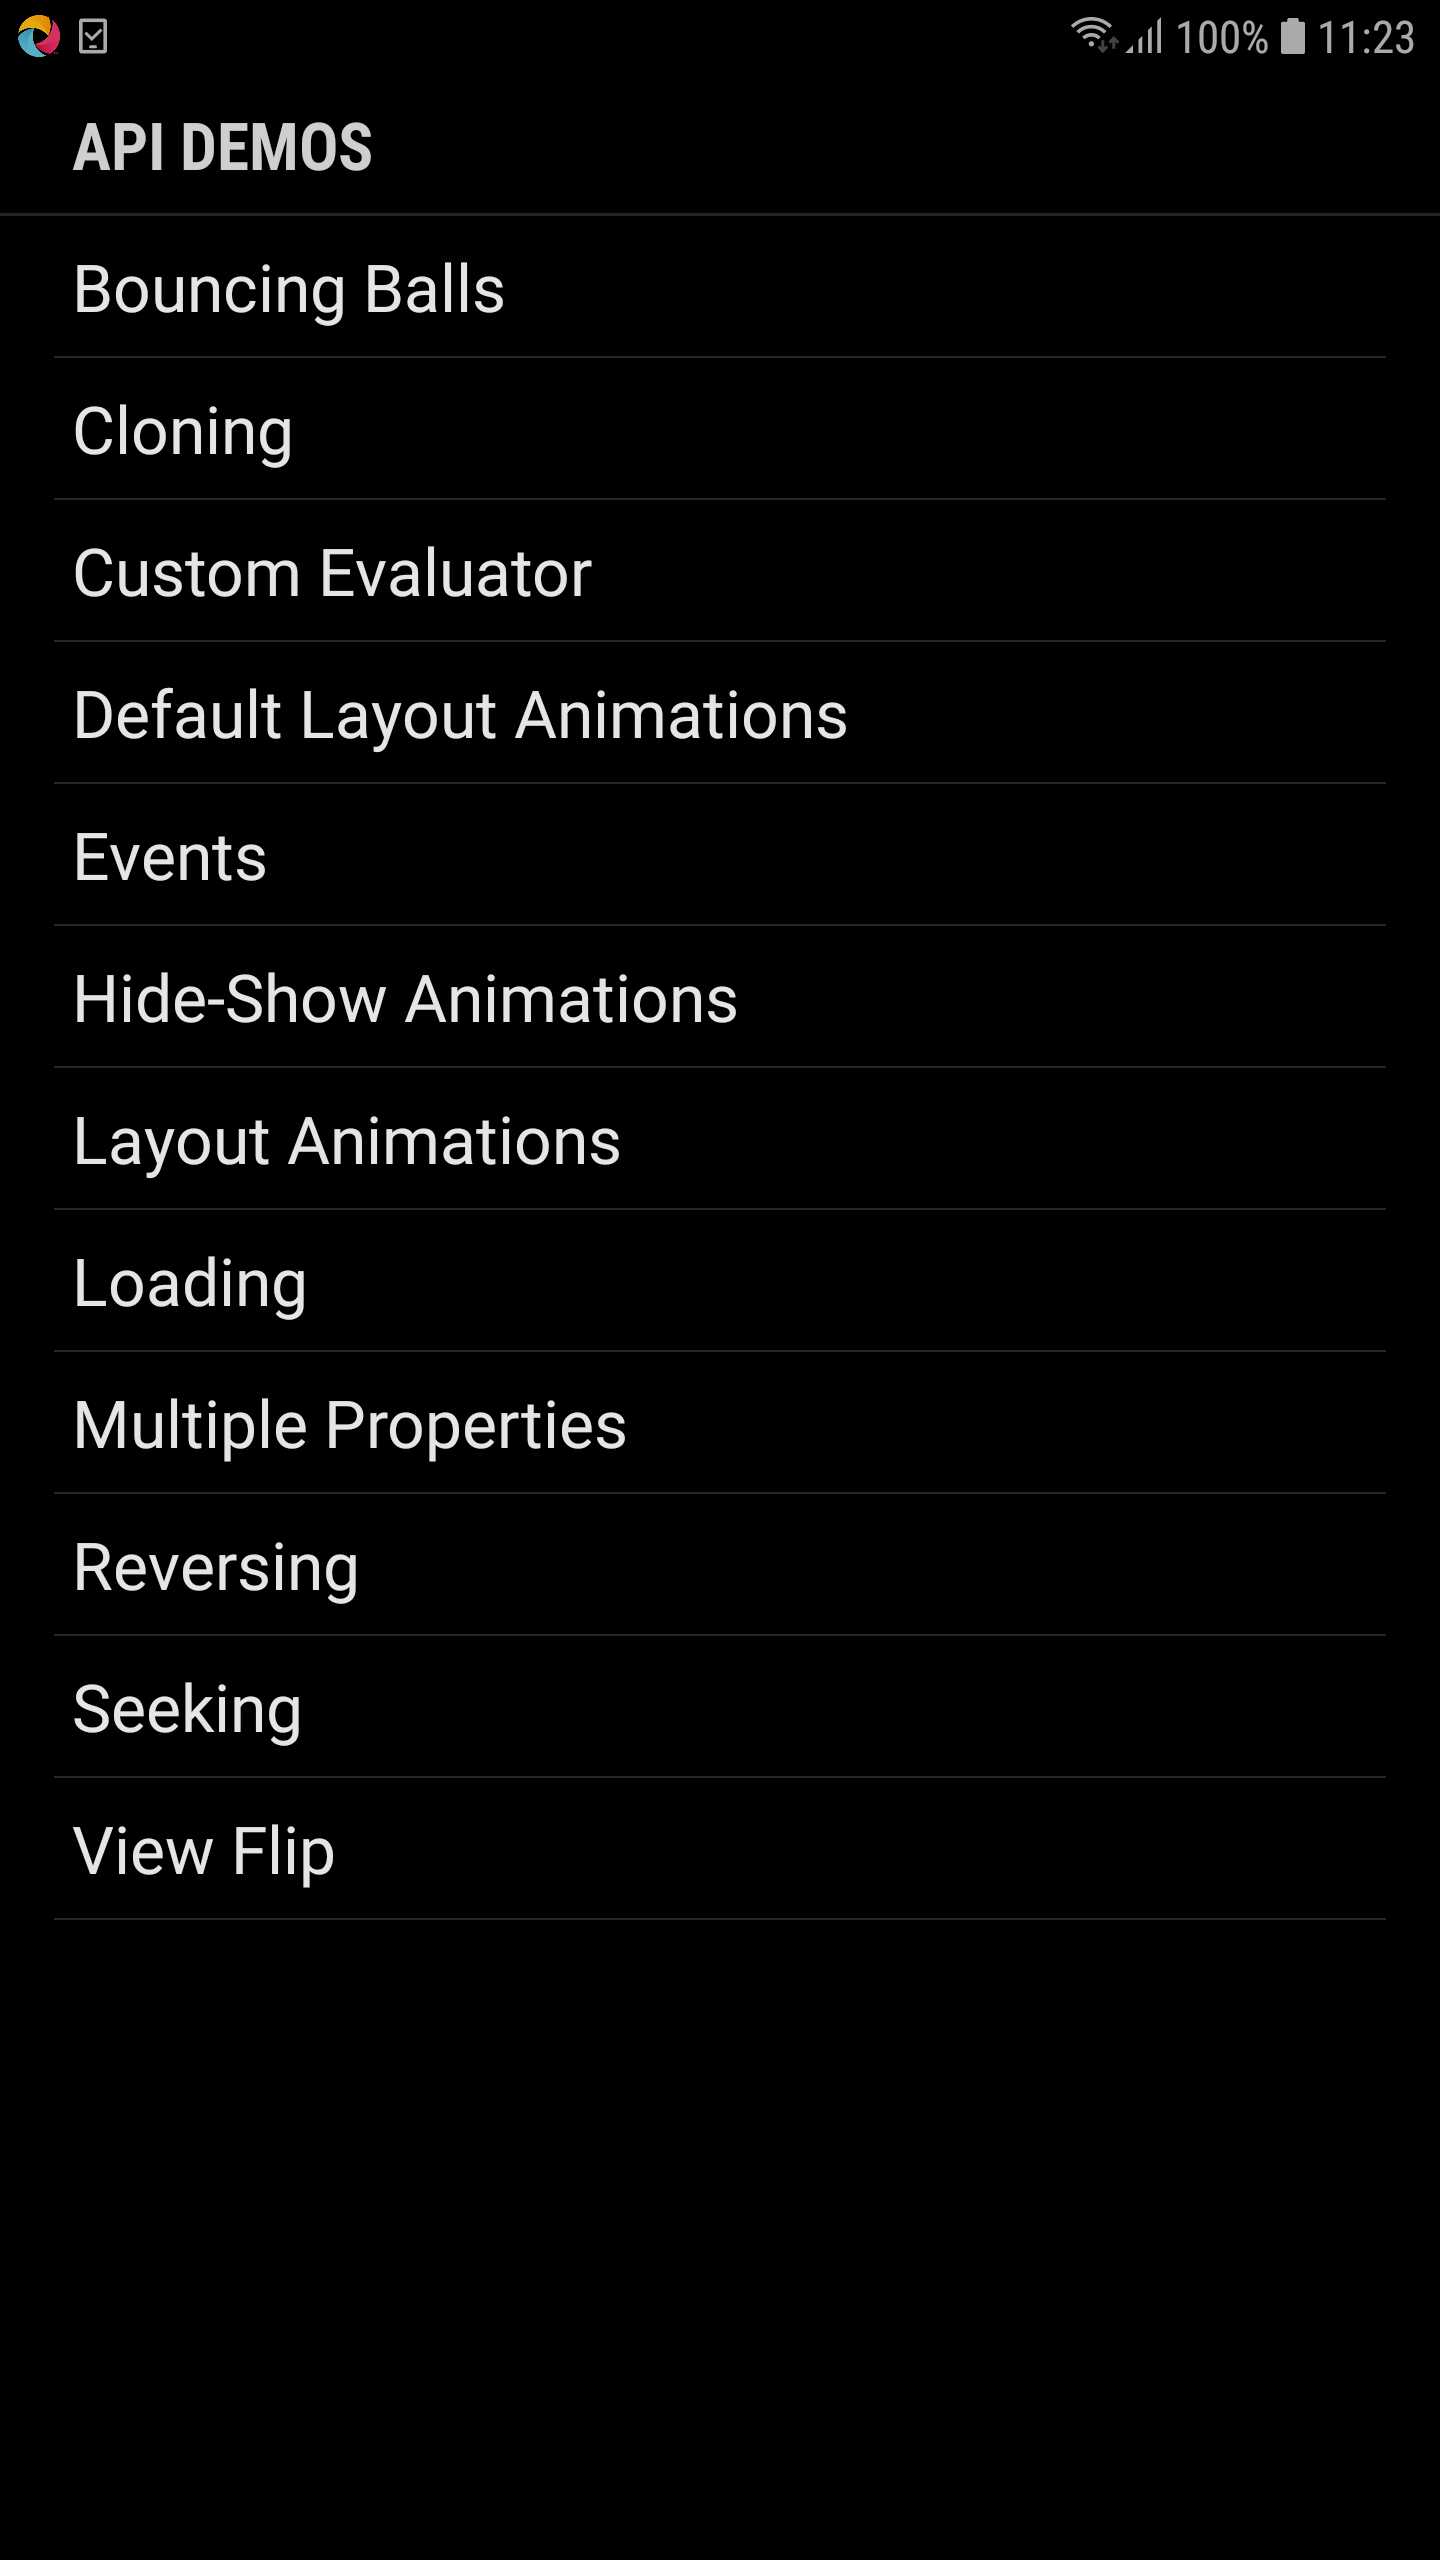 100% 11:23
API DEMOS
Bouncing Balls
Cloning
Custom Evaluator
Default Layout Animations
Events
Hide-Show Animations
Layout Animations
Loading
Multiple Properties
Reversing
Seeking
View Flip